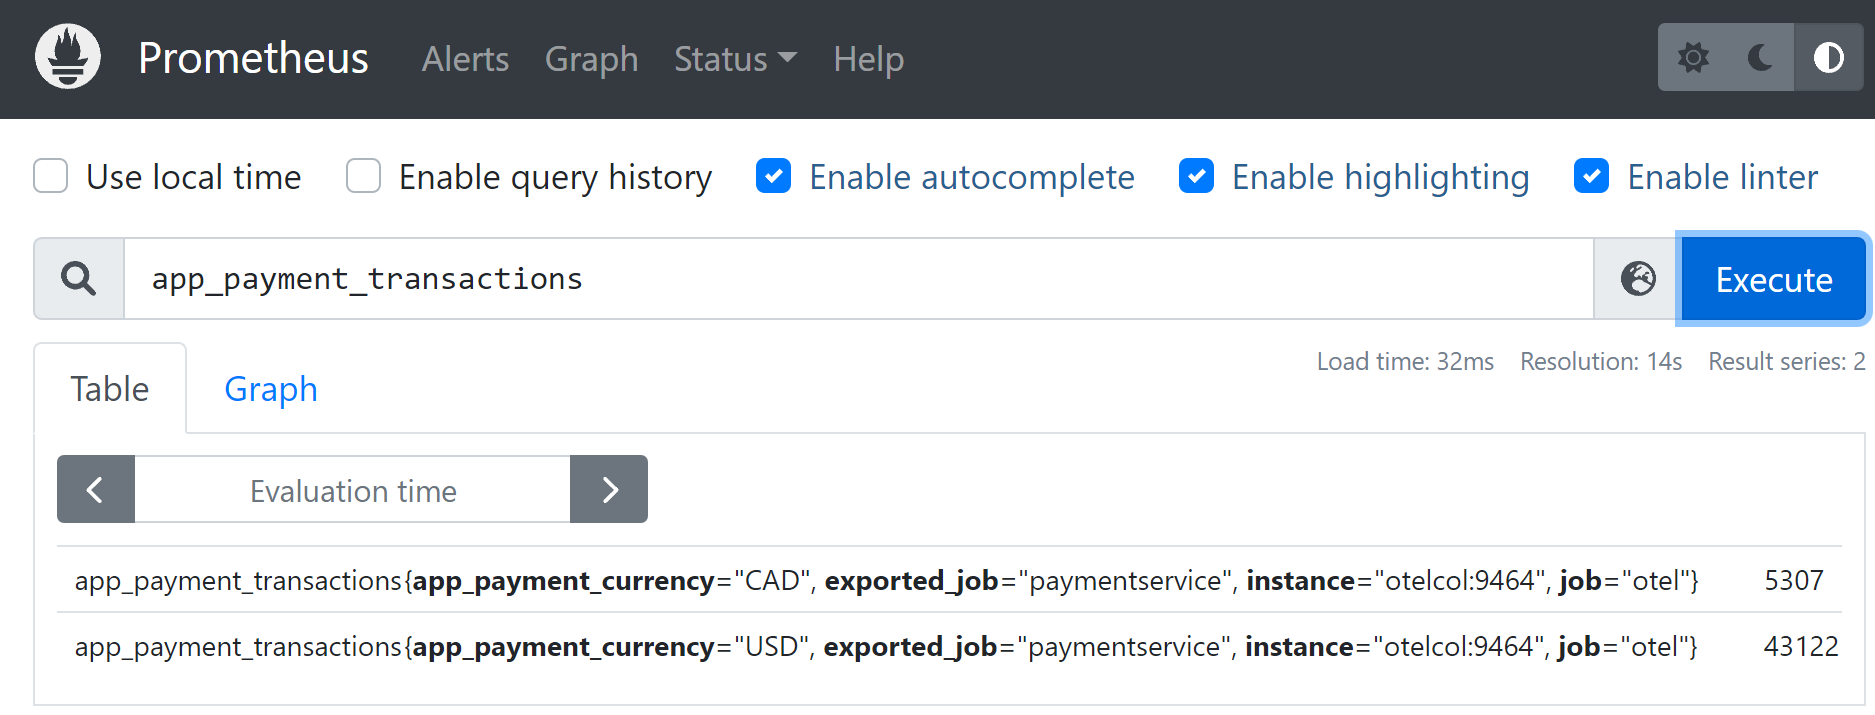 Prometheus Alerts Graph Status Help
Use local time Enable query history Enable autocomplete Enable highlighting Enable linter
app_payment_transactions Execute
Load time: 32ms Resolution: 14s Result series: 2
Table Graph
Evaluation time
app_payment_transactions{app_payment_currency="CAD", exported_job="paymentservice", instance="otelcol:9464", job="otel"} 5307
app_payment_transactions{app_payment_currency="USD", exported_job="paymentservice", instance="otelcol:9464", job="otel"} 43122